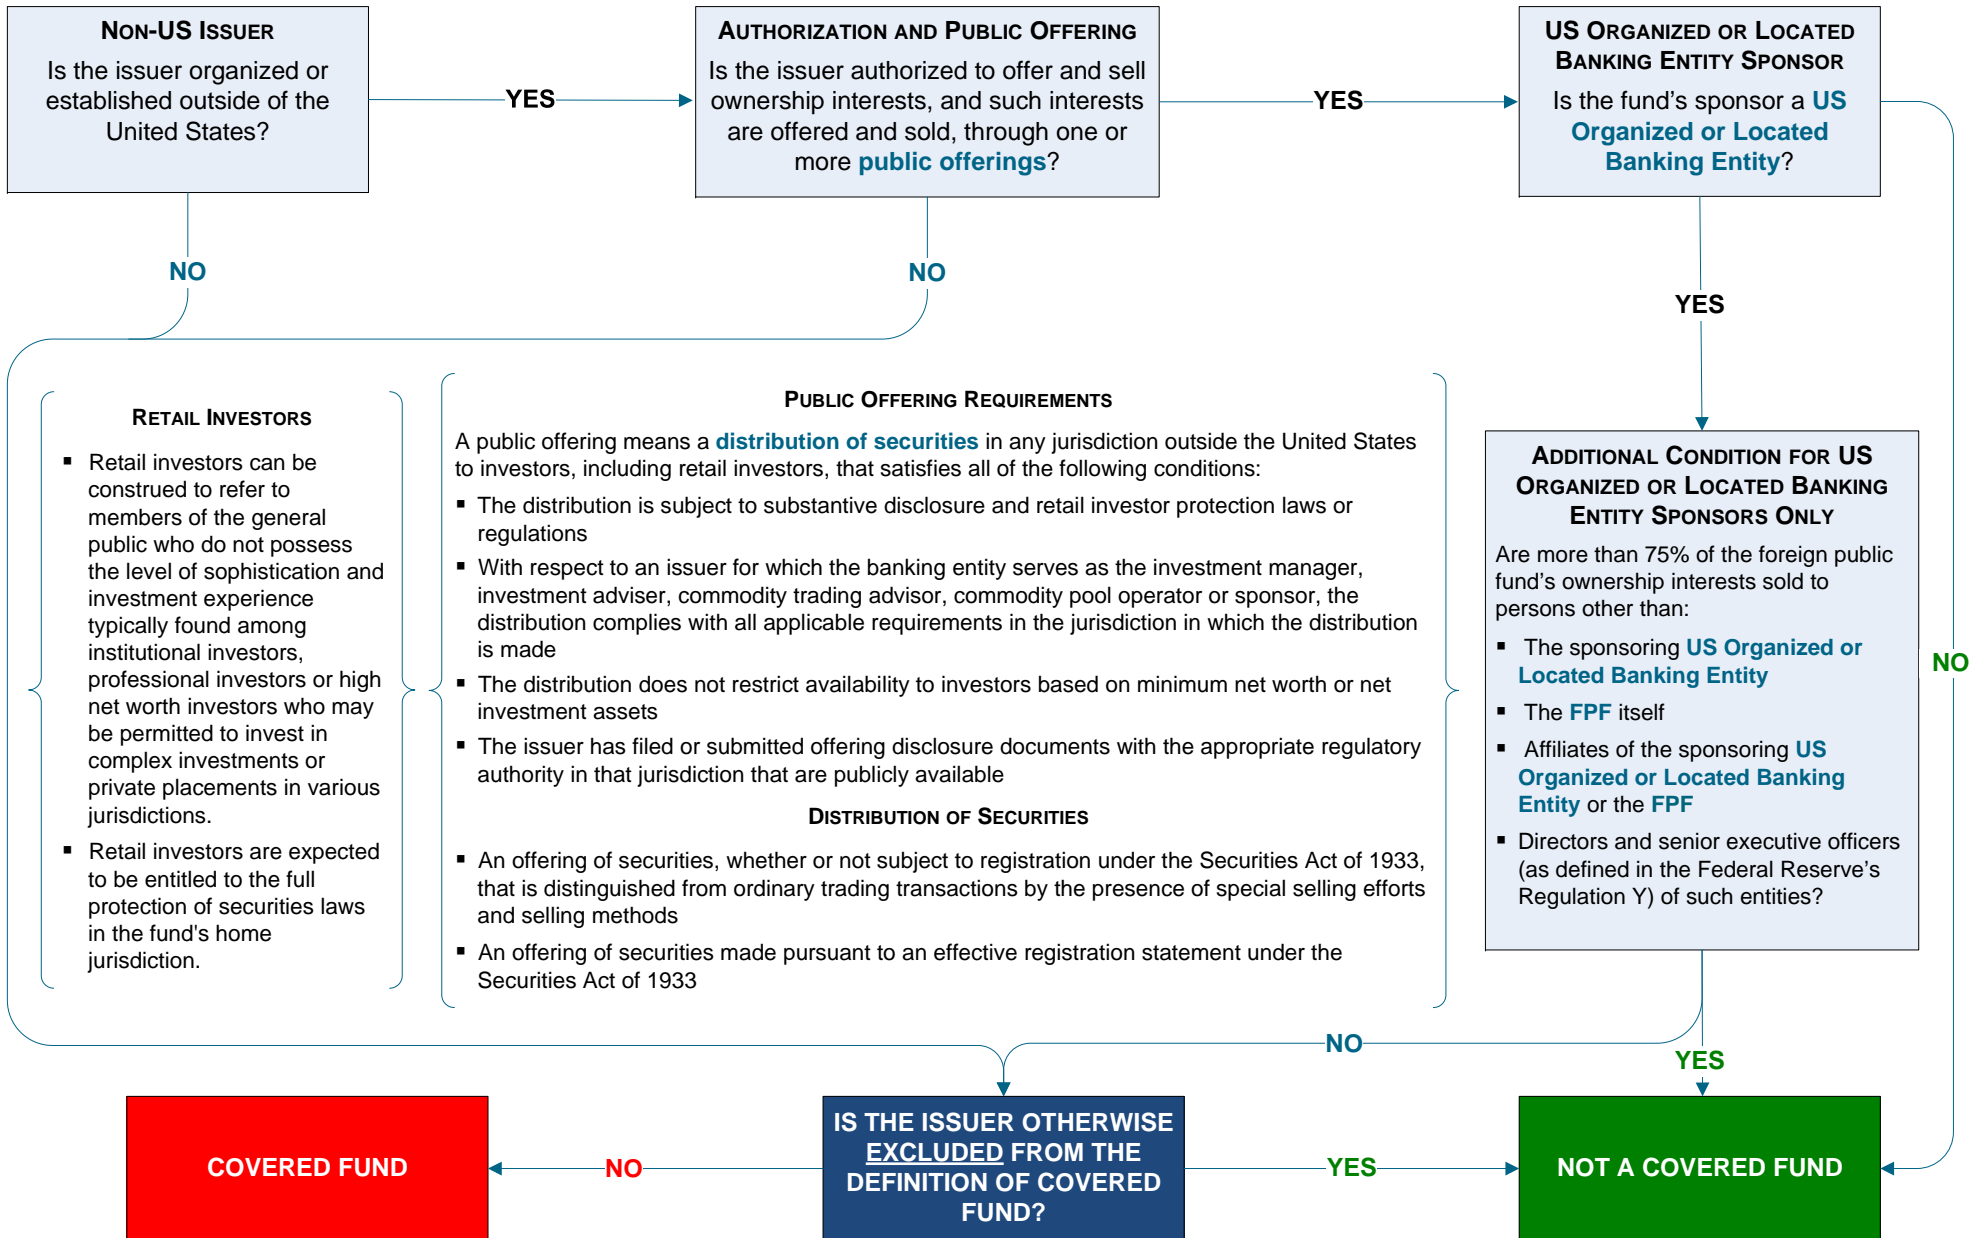 NON-US ISSUER
Is the issuer organized or
established outside of the
United States?
YES
AUTHORIZATION AND PUBLIC OFFERING
Is the issuer authorized to offer and sell
ownership interests, and such interests
are offered and sold, through one or
more public offerings?
YES
US ORGANIZED OR LOCATED
BANKING ENTITY SPONSOR
Is the fund's sponsor a US
Organized or Located
Banking Entity?
NO
NO
YES
RETAIL INVESTORS
▪ Retail investors can be
construed to refer to
members of the general
public who do not possess
the level of sophistication and
investment experience
typically found among
institutional investors,
professional investors or high
net worth investors who may
be permitted to invest in
complex investments or
private placements in various
jurisdictions.
▪ Retail investors are expected
to be entitled to the full
protection of securities laws
in the fund's home
jurisdiction.
PUBLIC OFFERING REQUIREMENTS
A public offering means a distribution of securities in any jurisdiction outside the United States
to investors, including retail investors, that satisfies all of the following conditions:
▪ The distribution is subject to substantive disclosure and retail investor protection laws or
regulations
▪ With respect to an issuer for which the banking entity serves as the investment manager,
investment adviser, commodity trading advisor, commodity pool operator or sponsor, the
distribution complies with all applicable requirements in the jurisdiction in which the distribution
is made
▪ The distribution does not restrict availability to investors based on minimum net worth or net
investment assets
▪ The issuer has filed or submitted offering disclosure documents with the appropriate regulatory
authority in that jurisdiction that are publicly available
DISTRIBUTION OF SECURITIES
▪ An offering of securities, whether or not subject to registration under the Securities Act of 1933,
that is distinguished from ordinary trading transactions by the presence of special selling efforts
and selling methods
▪ An offering of securities made pursuant to an effective registration statement under the
Securities Act of 1933
ADDITIONAL CONDITION FOR US
ORGANIZED OR LOCATED BANKING
ENTITY SPONSORS ONLY
Are more than 75% of the foreign public
fund's ownership interests sold to
persons other than:
▪ The sponsoring US Organized or
Located Banking Entity
▪ The FPF itself
▪ Affiliates of the sponsoring US
Organized or Located Banking
Entity or the FPF
▪ Directors and senior executive officers
(as defined in the Federal Reserve's
Regulation Y) of such entities?
NO
NO
YES
COVERED FUND
NO
IS THE ISSUER OTHERWISE
EXCLUDED FROM THE
DEFINITION OF COVERED
FUND?
YES
NOT A COVERED FUND